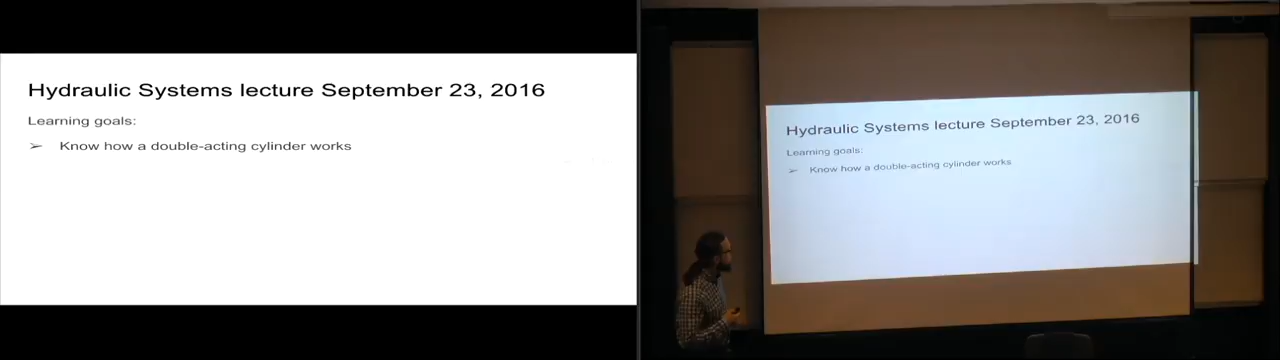 Hydraulic Systems lecture September 23, 2016
Learning goals:
➢ Know how a double-acting cylinder works
Hydraulic Systems lecture September 23, 2016
Learning goals:
➢ Know how a double-acting cylinder works